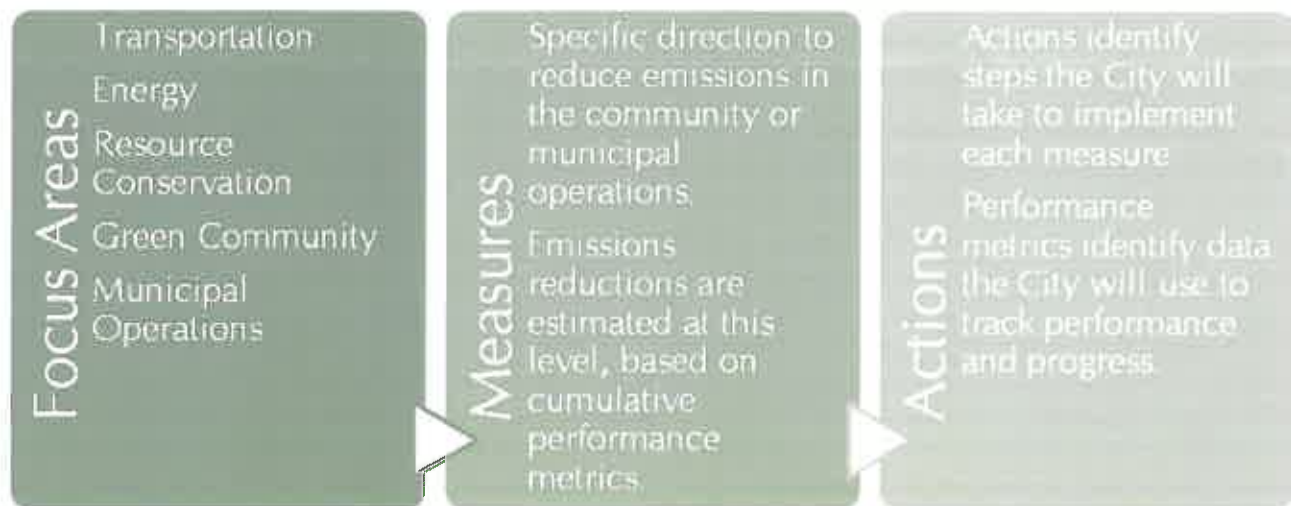 Focus Areas
Transportation
Energy
Resource
Conservation
Green Community
Municipal
Operations
Measures
Specific direction to
reduce emissions in
the community or
municipal
operations.
Emissions
reductions are
estimated at this
level, based on
cumulative
performance
metrics.
Actions
Actions identify
steps the City will
take to implement
each measure
Performance
metrics identify data
the City will use to
track performance
and progress.